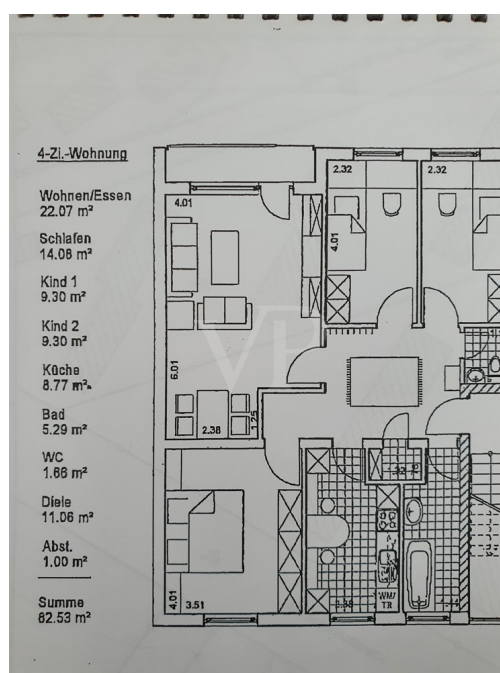 4-Zi.-Wohnung
Wohnen/Essen
22.07 m²
Schlafen
14.08 m²
Kind 1
9.30 m²
Kind 2
9.30 m²
Küche
8.77 m²
Bad
5.29 m²
WC
1.66 m²
Diele
11.06 m²
Abst.
1.00 m²
Summe
82.53 m²
4.01
2.32
2.32
4.01
6.01
2.38
1.25
4.01
3.51
WM/
TR